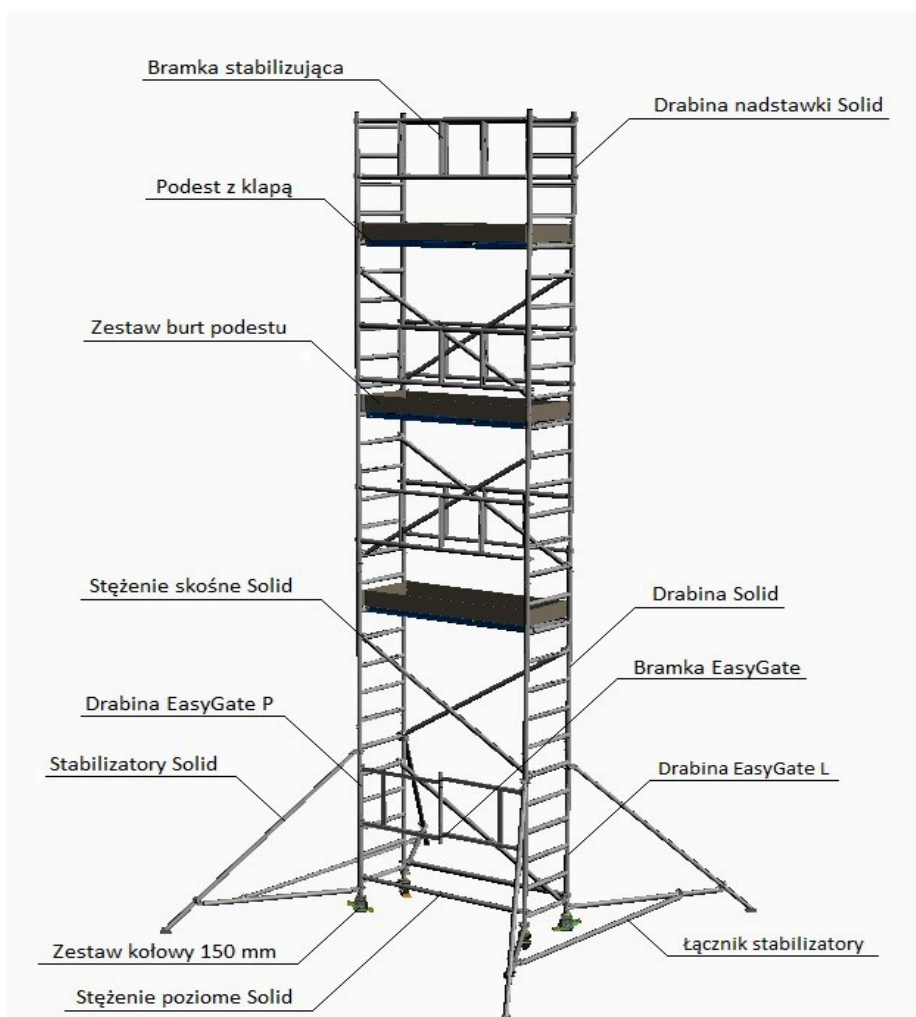 Bramka stabilizująca
Drabina nadstawki Solid
Podest z klapą
Zestaw burt podestu
Stężenie skośne Solid
Drabina Solid
Bramka EasyGate
Drabina EasyGate P
Stabilizatory Solid
Drabina EasyGate L
Zestaw kołowy 150 mm
Łącznik stabilizatory
Stężenie poziome Solid